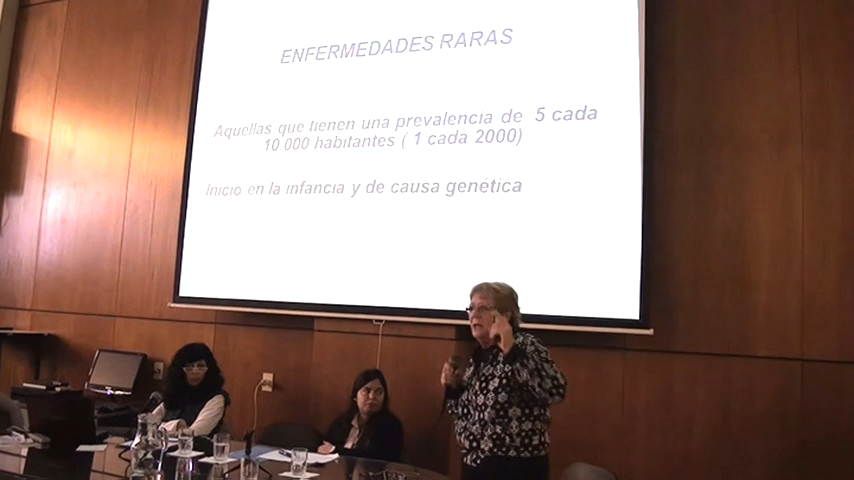 ENFERMEDADES RARAS
Aquellas que tienen una prevalencia de 5 cada
10.000 habitantes ( 1 cada 2000)
Inicio en la infancia y de causa genética